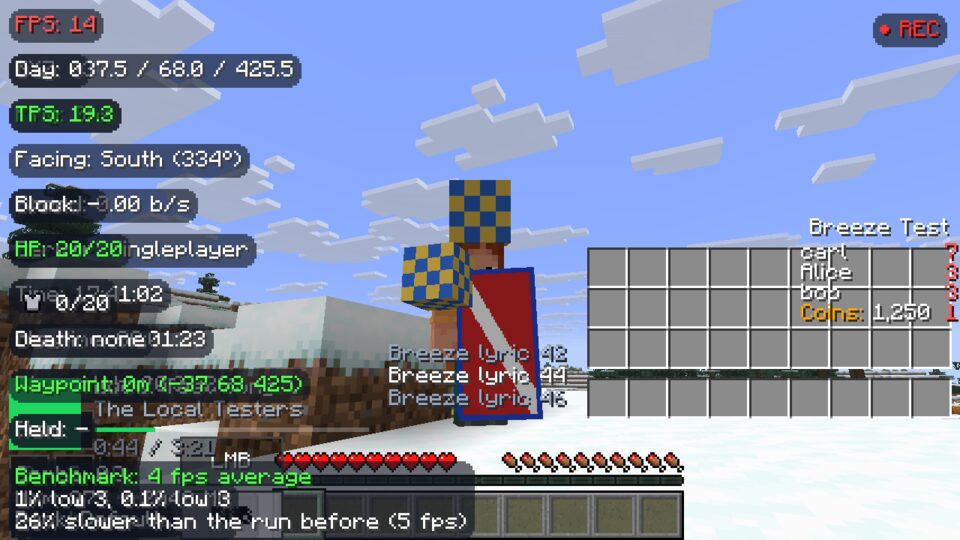 FPS: 14
REC
Day: 037.5 / 68.0 / 425.5
TPS: 19.3
Facing: South (334°)
Block: -0.00 b/s
Breeze Test
HP: 20/20 ingleplayer
carl 7
Alice 3
bob 3
Coins: 1,250 1
0/20
Death: none
Breeze lyric 42
Breeze lyric 44
Breeze lyric 46
Waypoint: 0m (-37 68 425)
The Local Testers
Held: -
0:44 / 3:21
LMB
Benchmark: 4 fps average
1% low 3, 0.1% low 3
26% slower than the run before (5 fps)